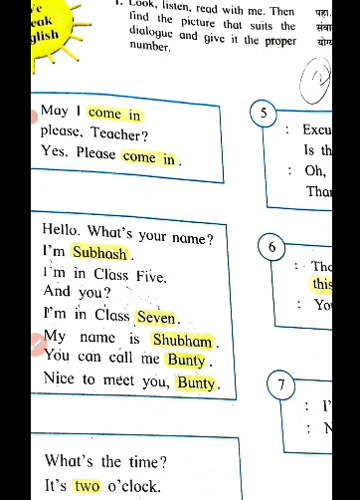 eak
glish
1. Look, listen, read with me. Then
find the picture that suits the
dialogue and give it the proper
number.
May I come in
please, Teacher?
Yes. Please come in.
Hello. What's your name?
I'm Subhash.
I'm in Class Five.
And you?
I'm in Class Seven.
My name is Shubham.
You can call me Bunty.
Nice to meet you, Bunty.
What's the time?
It's two o'clock.
5
: Excu
Is th
: Oh,
Than
6
: Tho
this
: Yo
7
: I'
: N